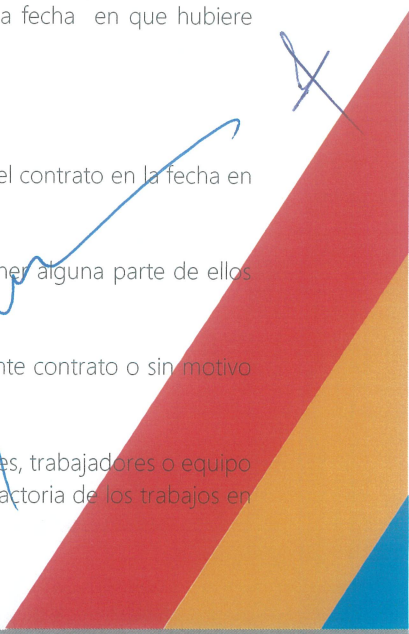 a fecha en que hubiere
el contrato en la fecha en
ner alguna parte de ellos
nte contrato o sin motivo
es, trabajadores o equipo
actoria de los trabajos en